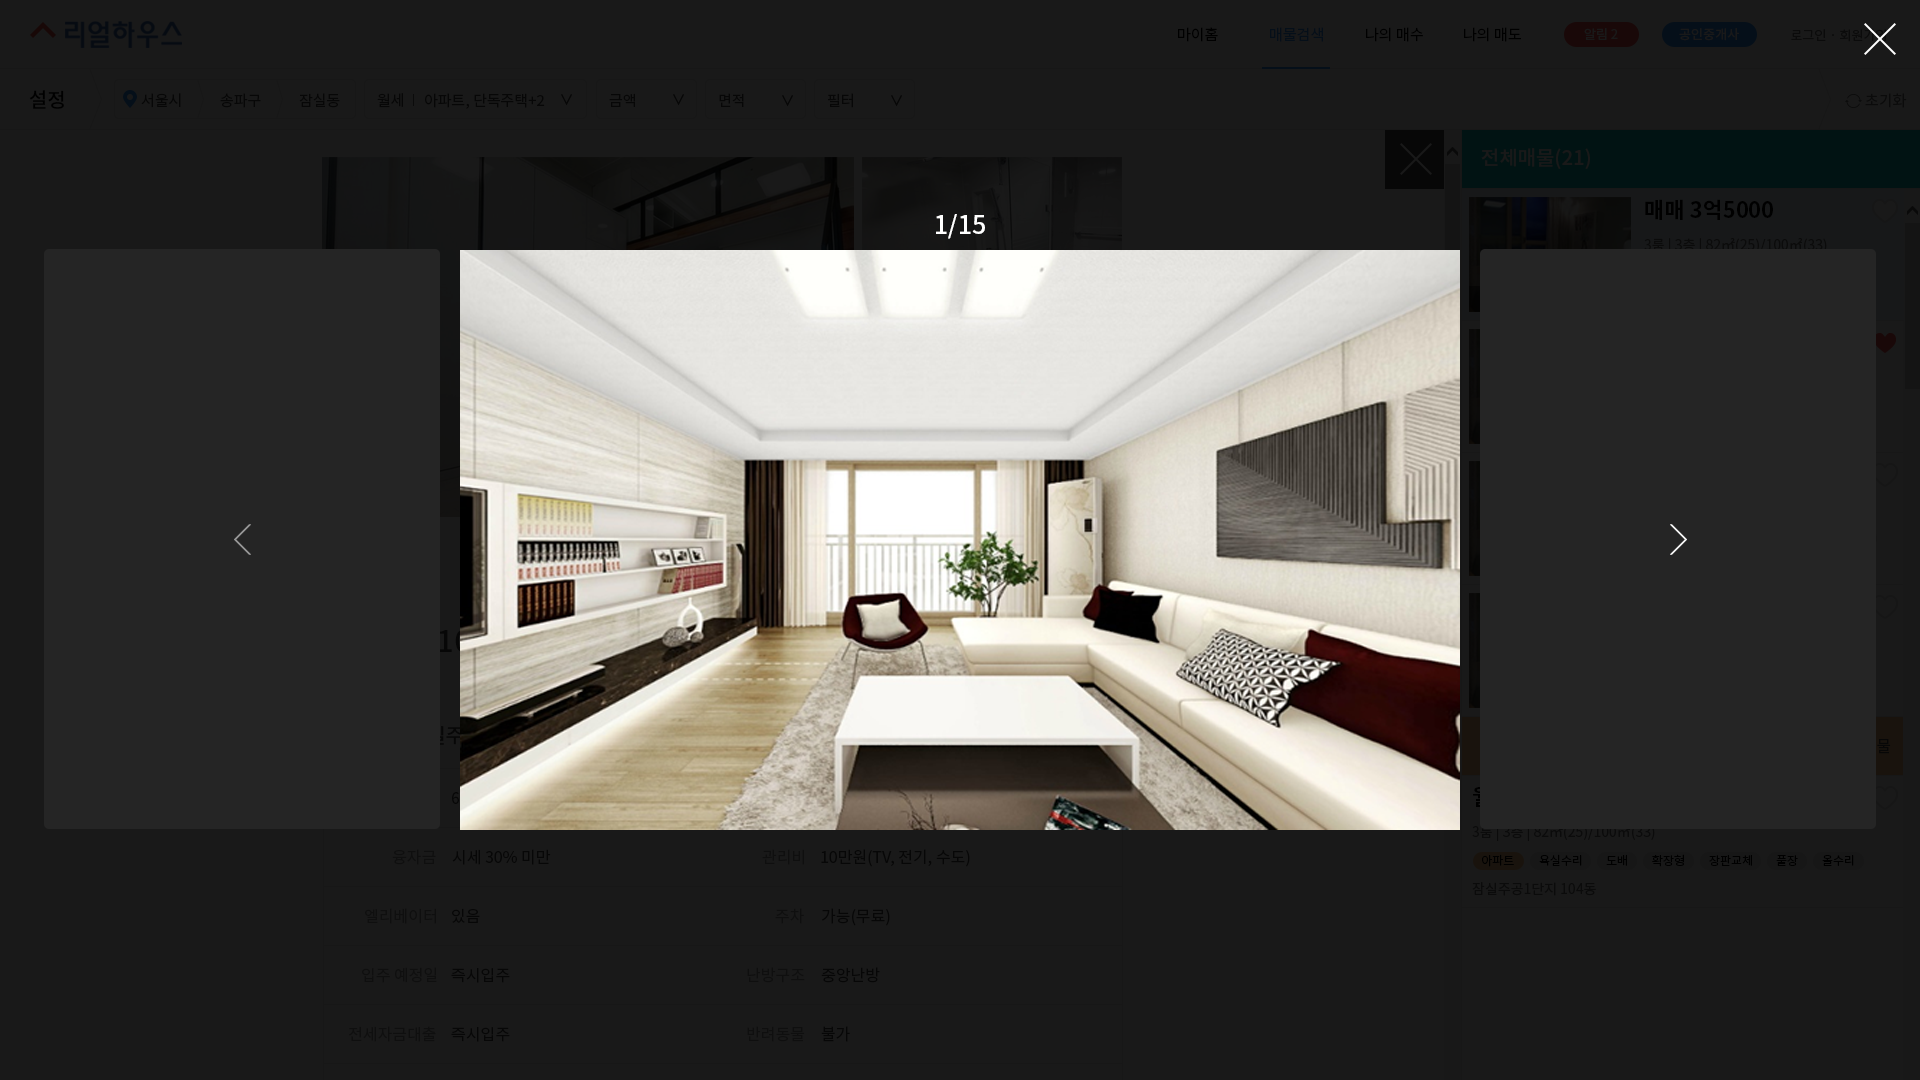 리얼하우스
마이홈 매물검색 나의 매수 나의 매도 알림 2 공인중개사 로그인 · 회원
설정 서울시 송파구 잠실동 월세 | 아파트, 단독주택+2 금액 면적 필터 초기화
전체매물(21)
매매 3억5000
3룸 | 3층 | 82㎡(25)/100㎡(33)
1/15
물
3룸 | 3층 | 82㎡(25)/100㎡(33)
아파트 욕실수리 도배 확장형 장판교체 풀장 올수리
잠실주공1단지 104동
융자금 시세 30% 미만 관리비 10만원(TV, 전기, 수도)
엘리베이터 있음 주차 가능(무료)
입주 예정일 즉시입주 난방구조 중앙난방
전세자금대출 즉시입주 반려동물 불가